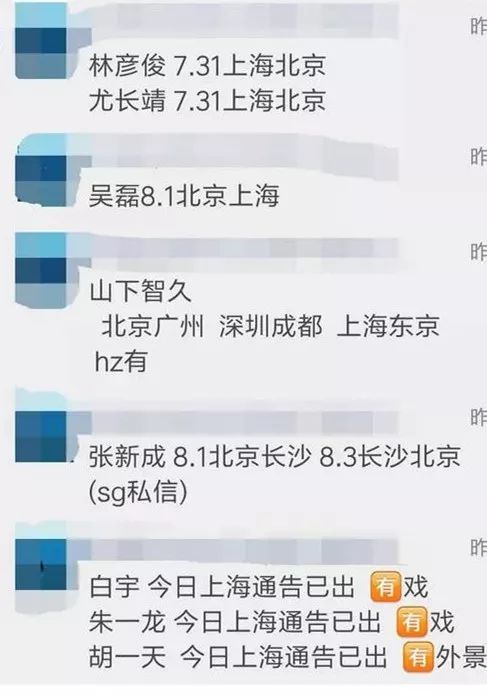 昨
林彦俊 7.31上海北京
尤长靖 7.31上海北京
昨
吴磊8.1北京上海
昨
山下智久
北京广州 深圳成都 上海东京
hz有
昨
张新成 8.1北京长沙 8.3长沙北京
(sg私信)
昨
白宇 今日上海通告已出 有戏
朱一龙 今日上海通告已出 有戏
胡一天 今日上海通告已出 有外景